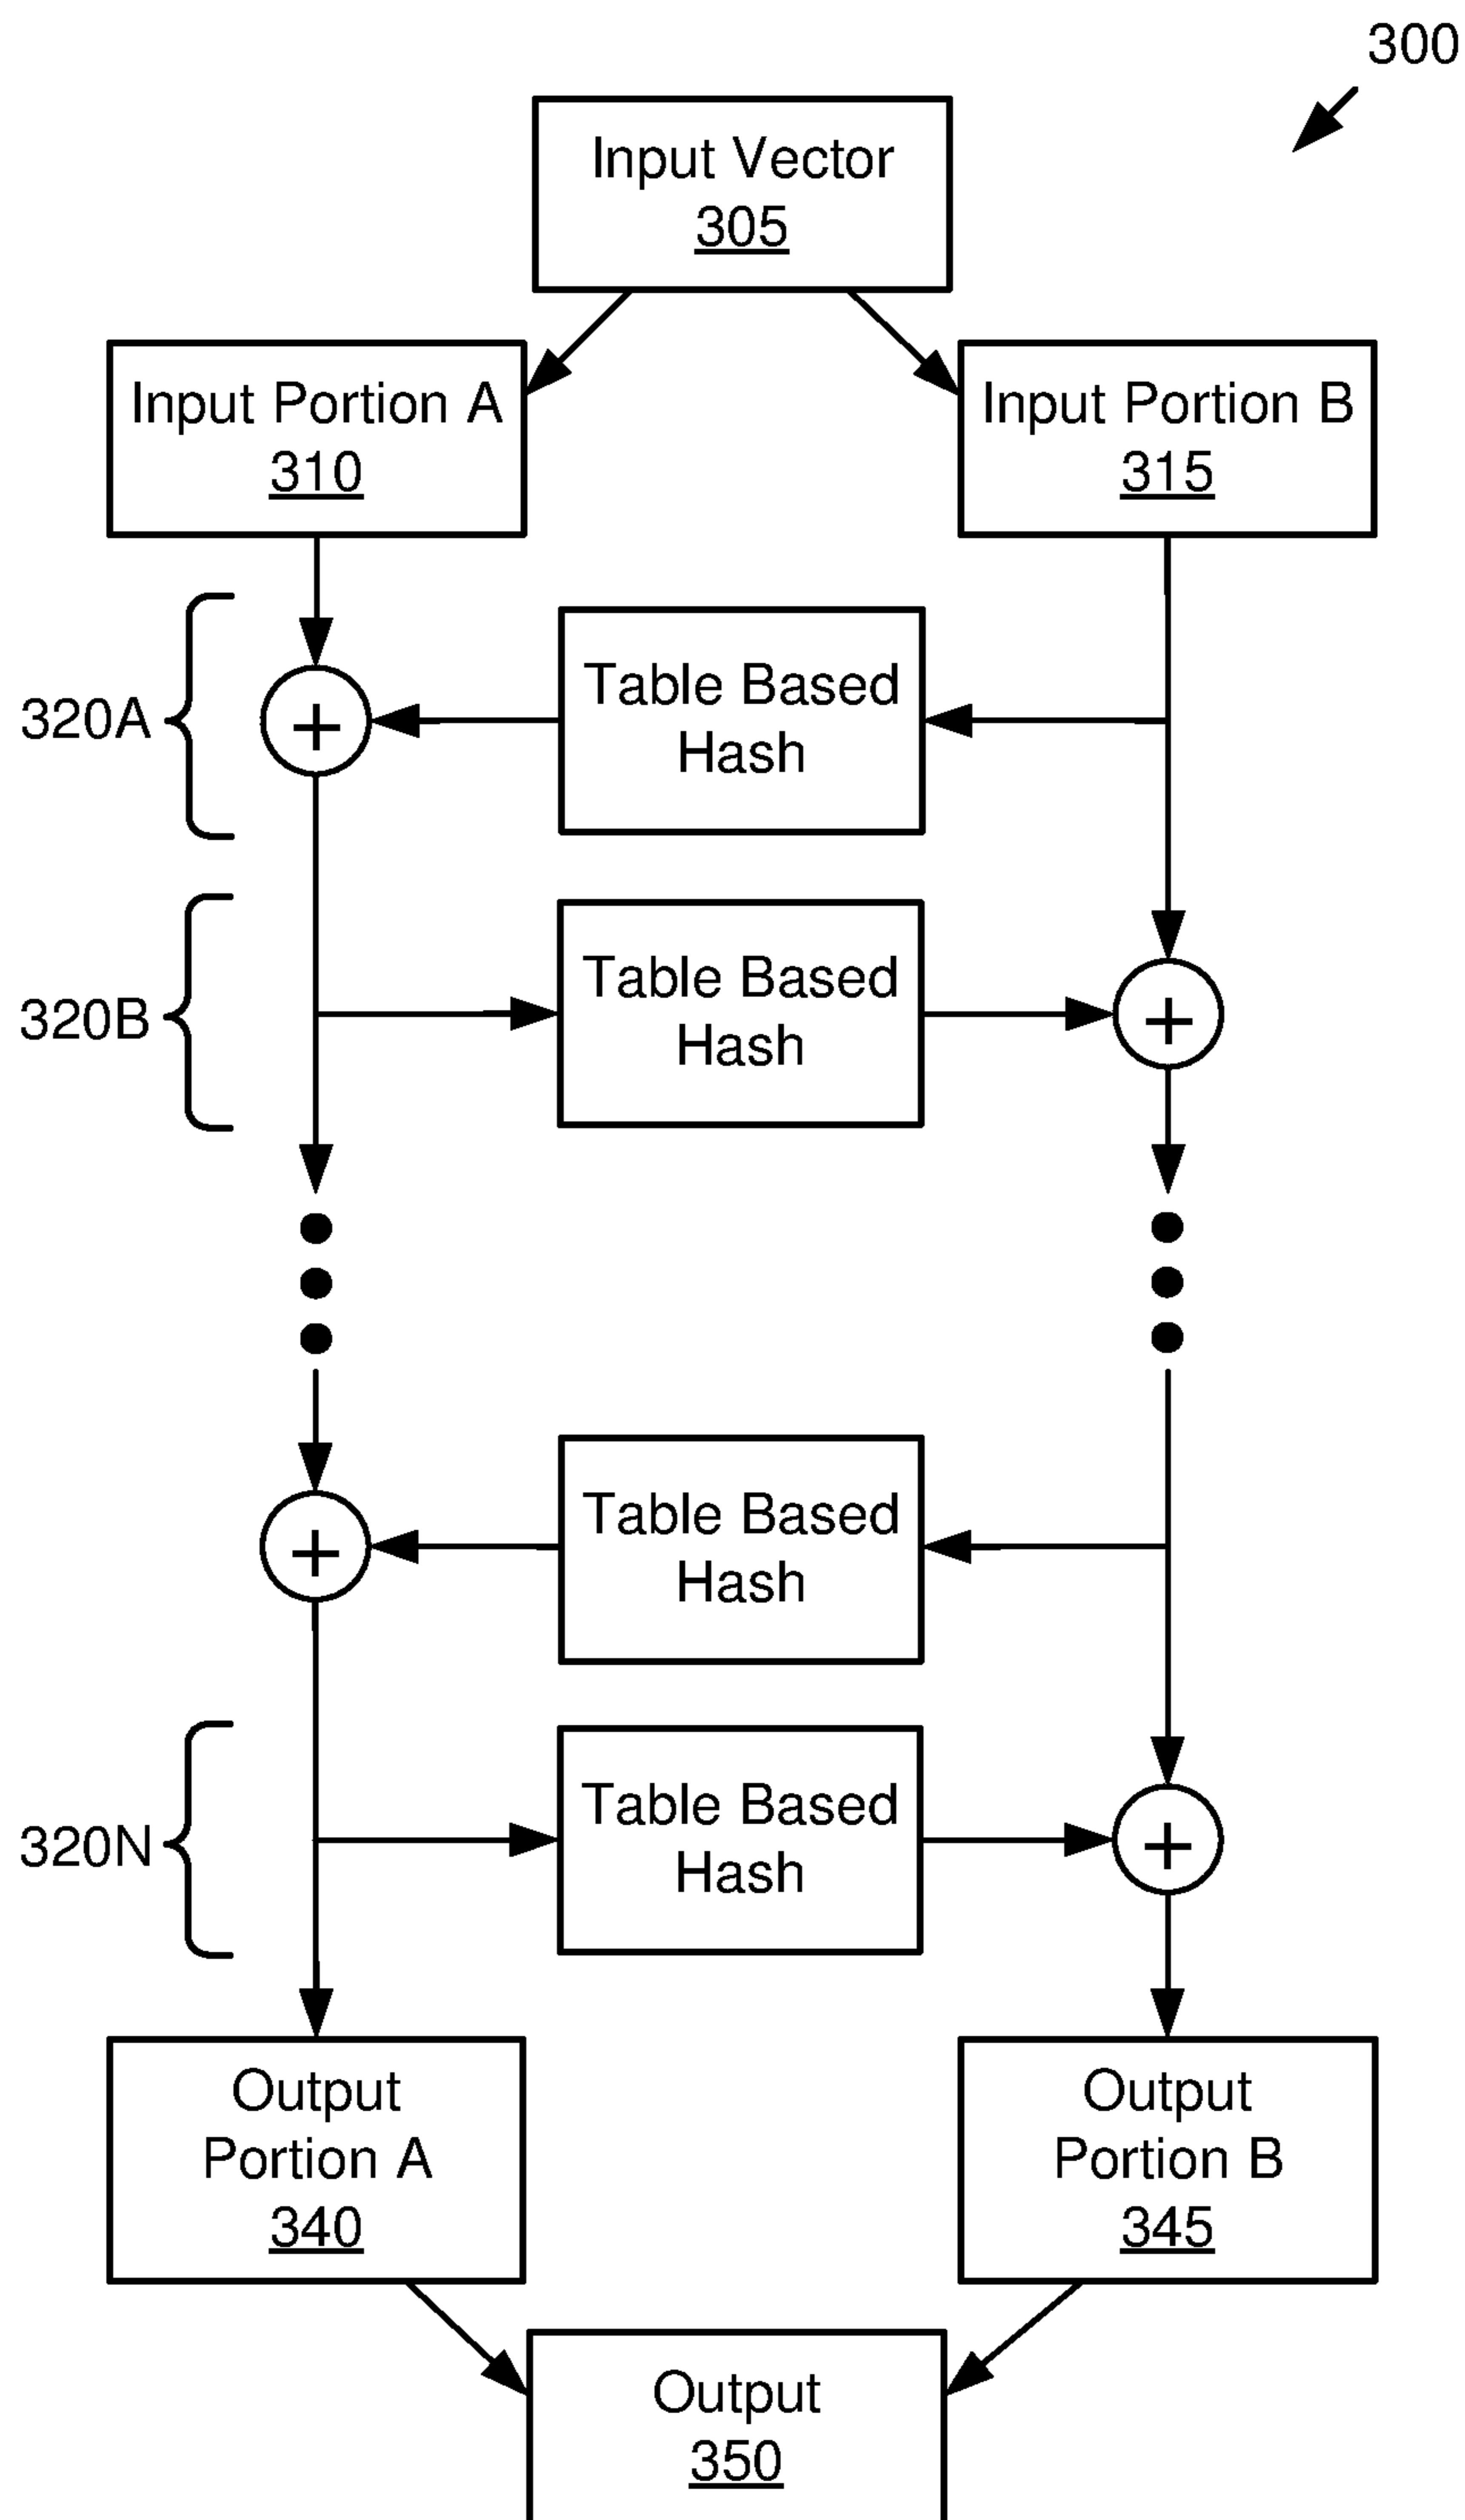 300
Input Vector
305
Input Portion A
310
Input Portion B
315
320A
+
Table Based
Hash
320B
Table Based
Hash
+
+
Table Based
Hash
320N
Table Based
Hash
+
Output
Portion A
340
Output
Portion B
345
Output
350